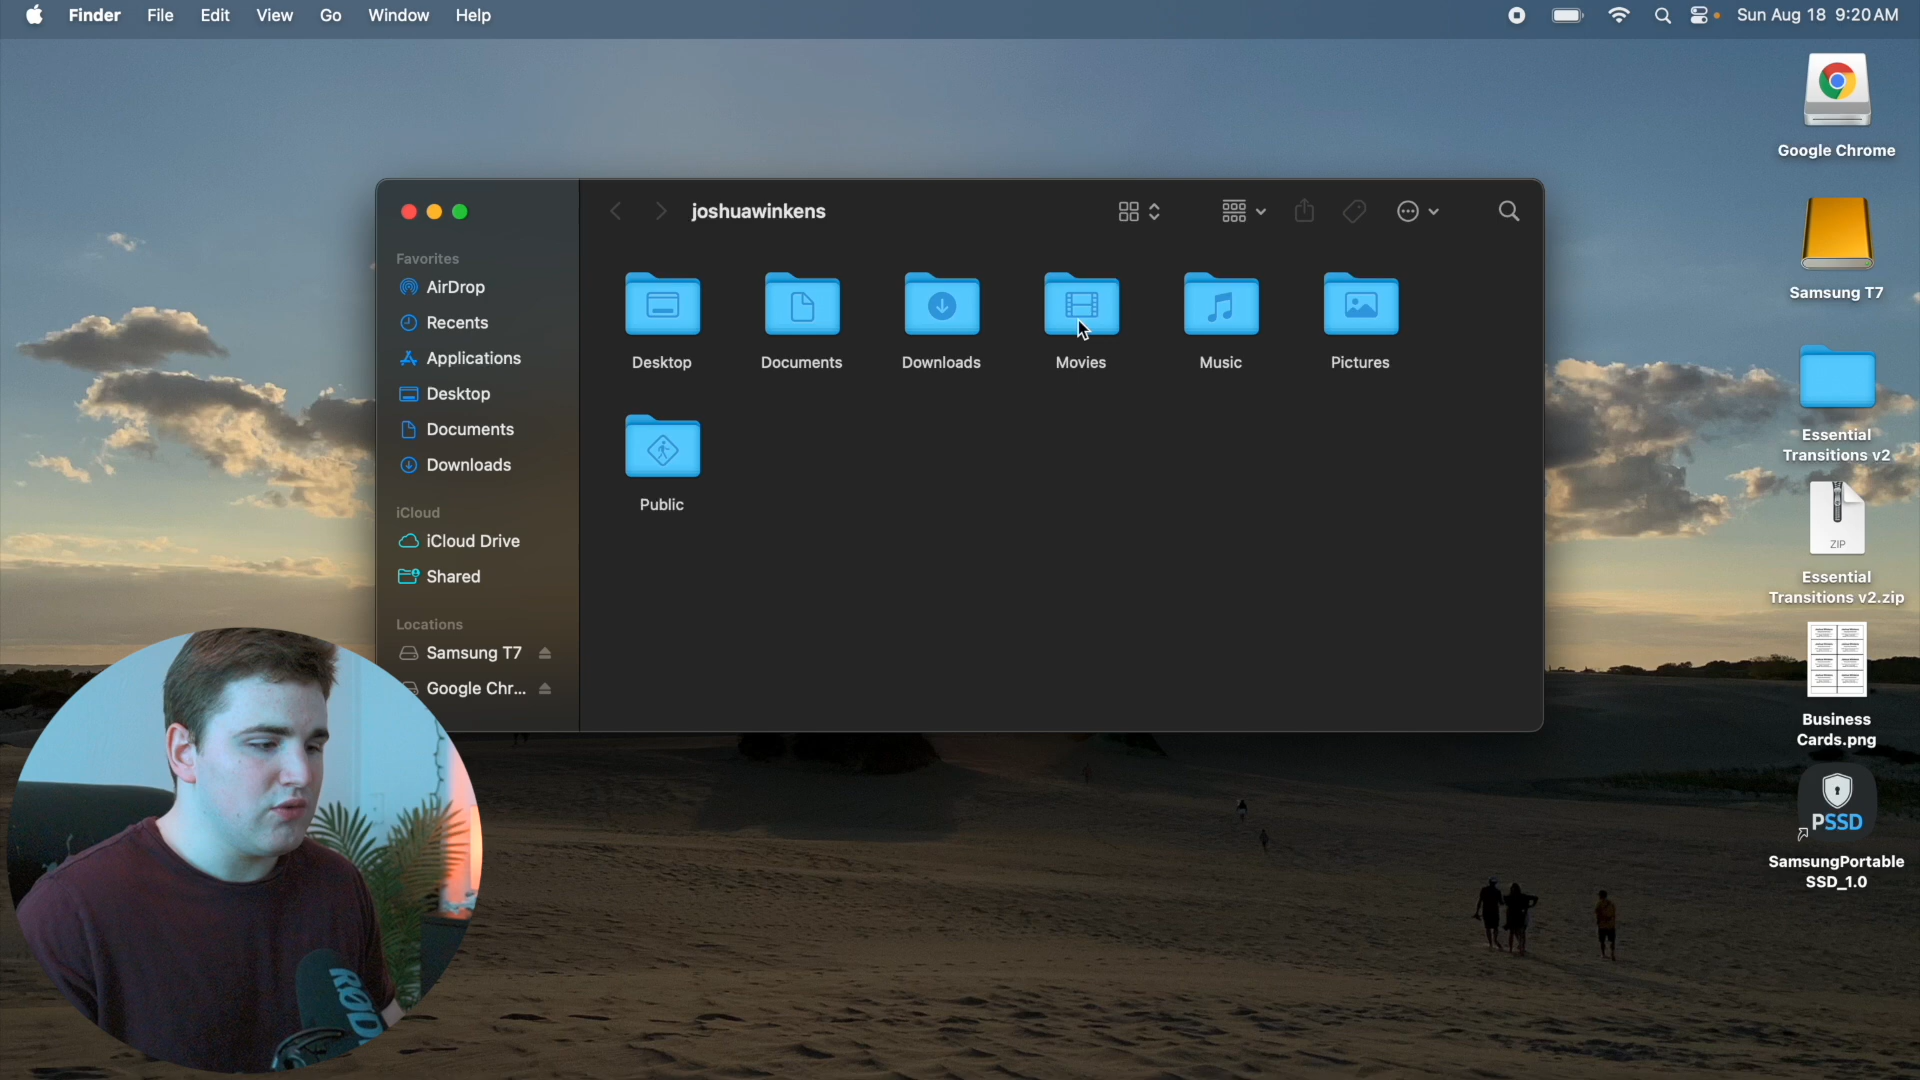 Finder File Edit View Go Window Help
Sun Aug 18 9:20 AM
joshuawinkens
Favorites
AirDrop
Recents
Applications
Desktop
Documents
Downloads
iCloud
iCloud Drive
Shared
Locations
Samsung T7
Google Chr...
Desktop
Documents
Downloads
Movies
Music
Pictures
Public
Google Chrome
Samsung T7
Essential
Transitions v2
ZIP
Essential
Transitions v2.zip
Business
Cards.png
PSSD
SamsungPortable
SSD_1.0